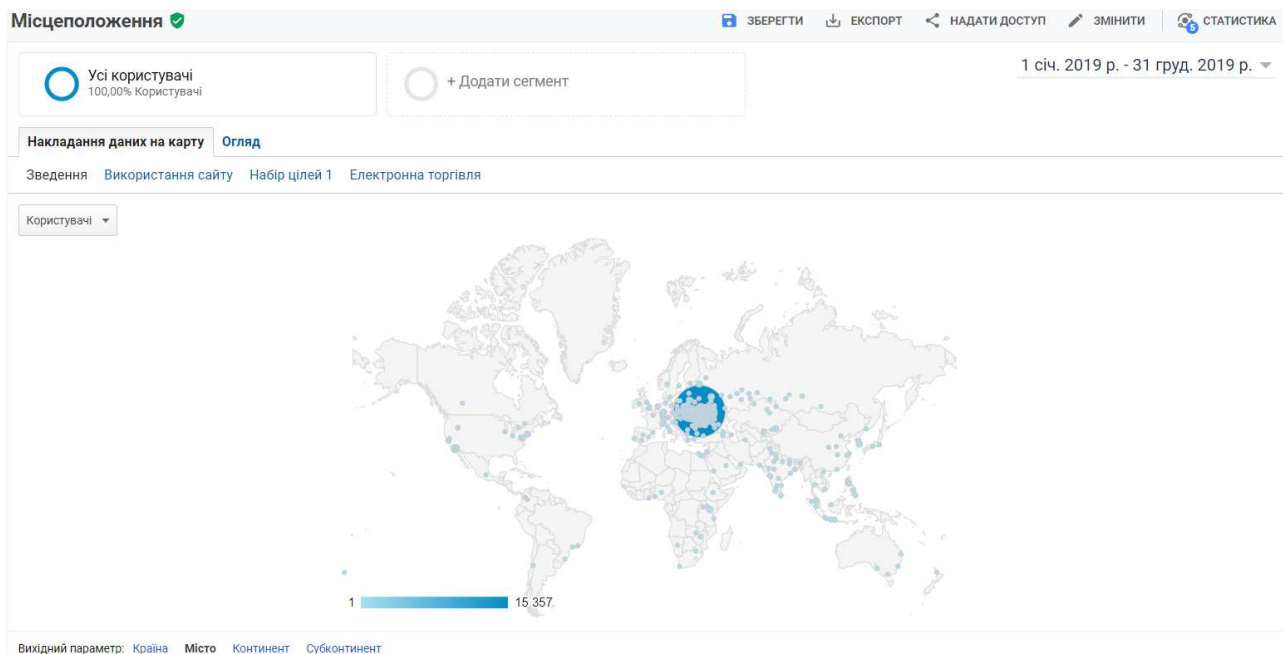 Місцеположення
ЗБЕРЕГТИ ЕКСПОРТ НАДАТИ ДОСТУП ЗМІНИТИ 5 СТАТИСТИКА
Усі користувачі
100,00% Користувачі
+ Додати сегмент
1 січ. 2019 р. - 31 груд. 2019 р.
Накладання даних на карту Огляд
Зведення Використання сайту Набір цілей 1 Електронна торгівля
Користувачі
1 15 357
Вихідний параметр: Країна Місто Континент Субконтинент